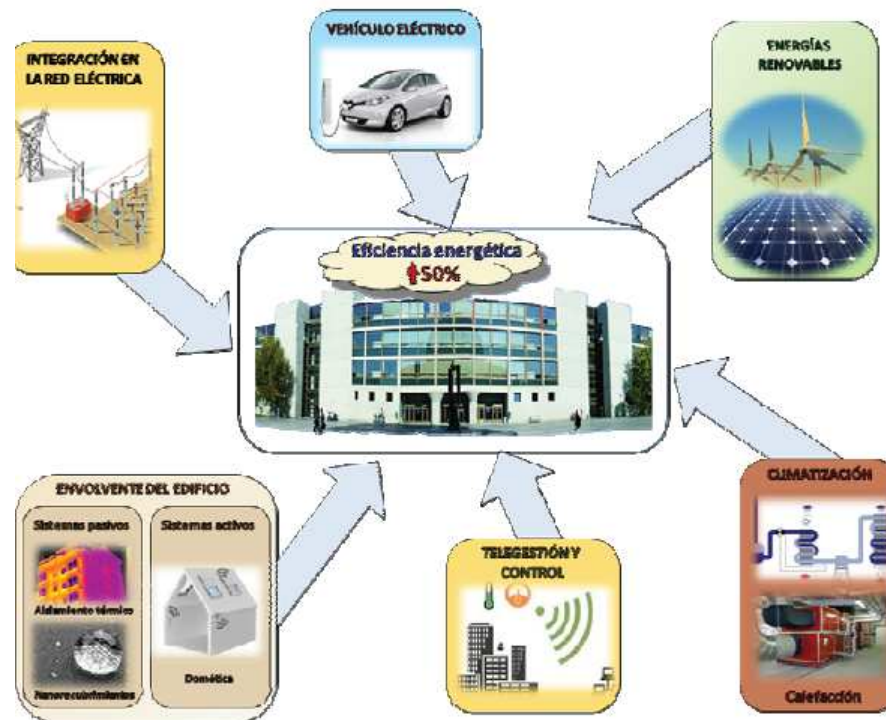 VEHÍCULO ELÉCTRICO
INTEGRACIÓN EN
LA RED ELÉCTRICA
ENERGÍAS
RENOVABLES
Eficiencia energética
50%
ENVOLVENTE DEL EDIFICIO
Sistemas pasivos
Sistemas activos
Aislamiento térmico
Nanorecubrimientos
Domótica
TELEGESTIÓN Y
CONTROL
CLIMATIZACIÓN
Calefacción